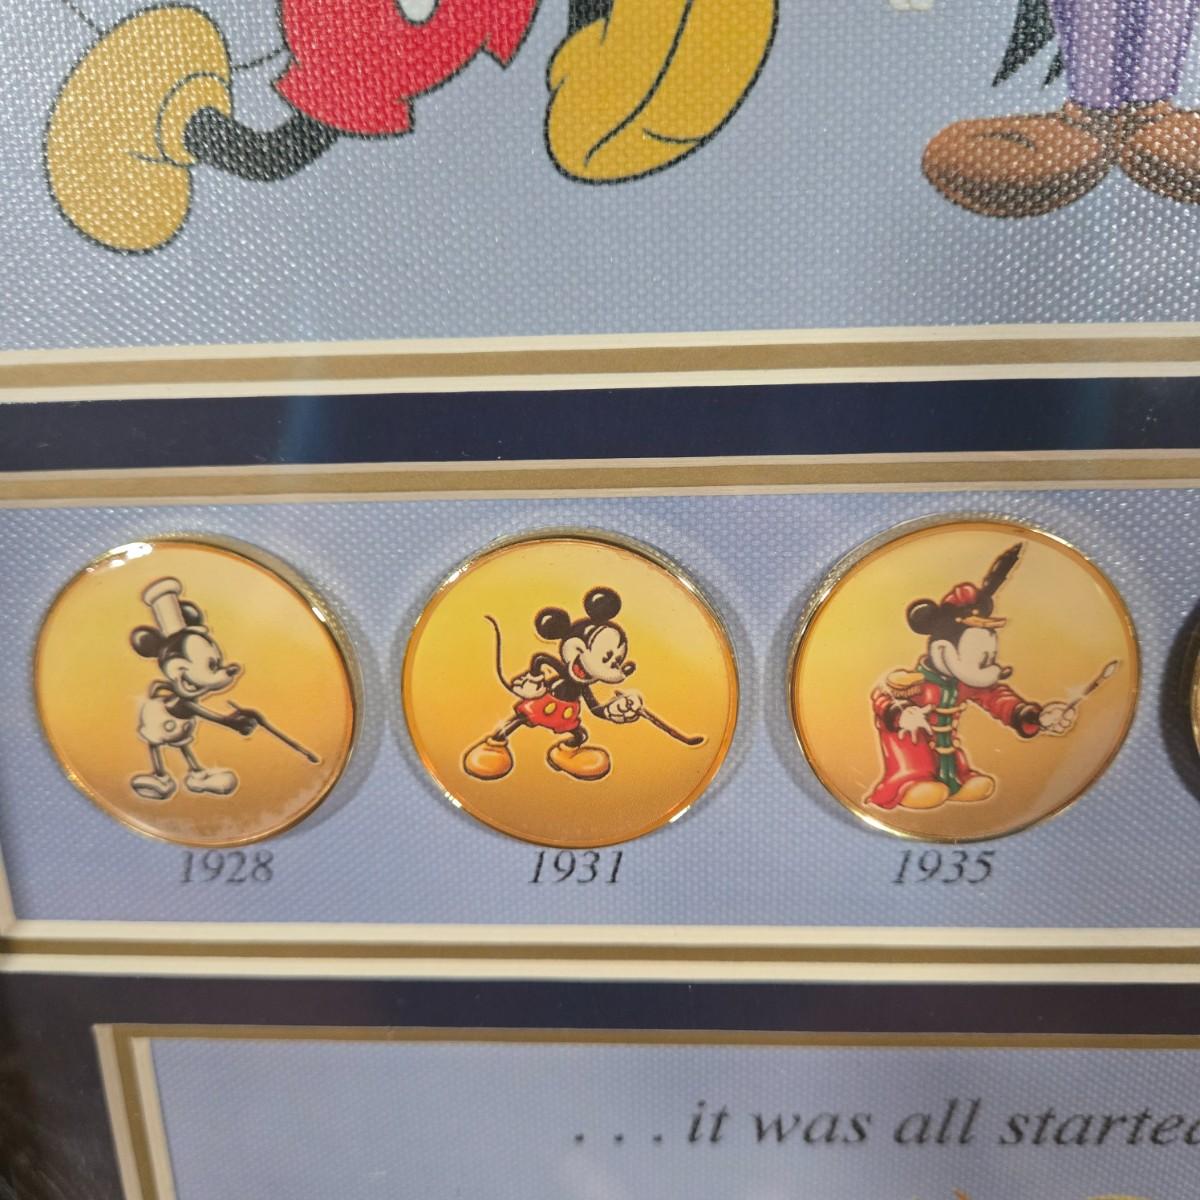 1928
1931
1935
. . . it was all started